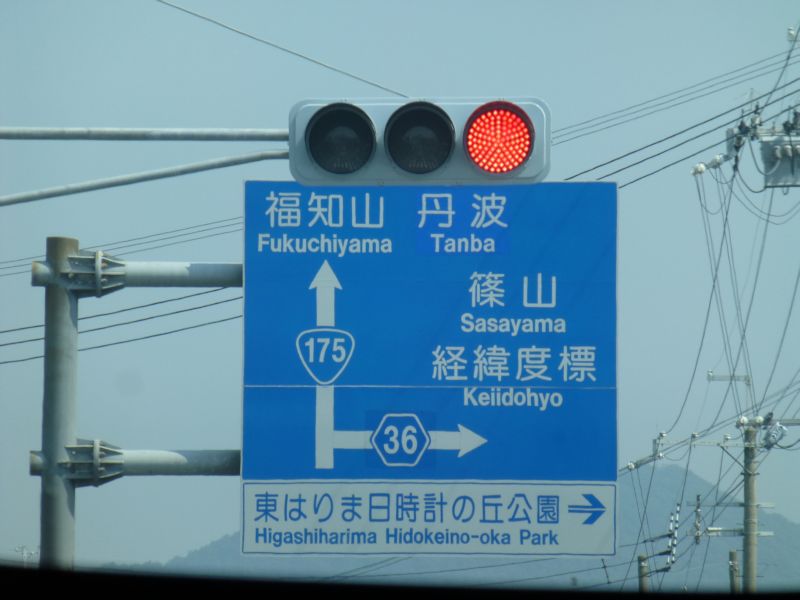 福知山 丹波
Fukuchiyama Tanba
篠山
Sasayama
175
経緯度標
Keiidohyo
36
東はりま日時計の丘公園
Higashiharima Hidokeino-oka Park